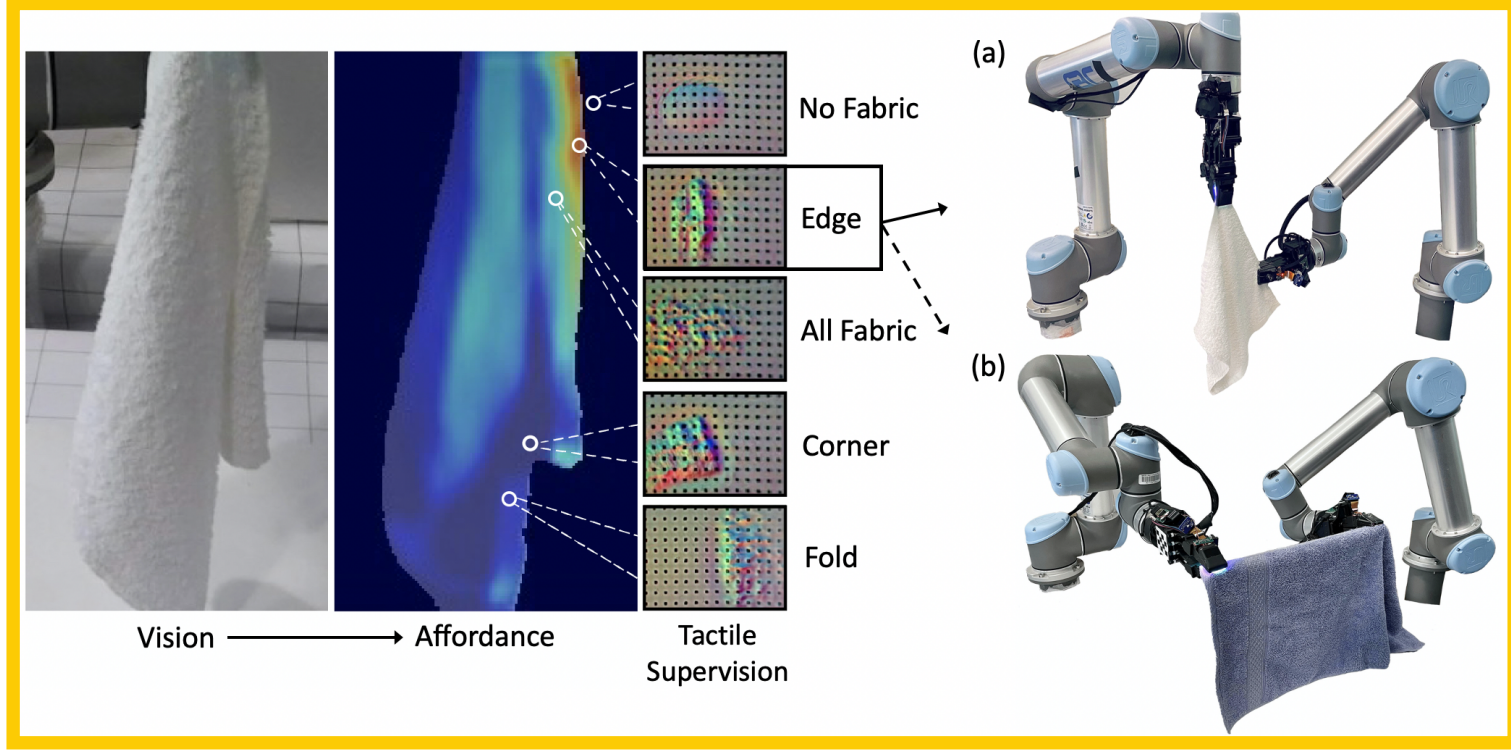 (a)
No Fabric
Edge
All Fabric
(b)
Corner
Fold
Vision
Affordance
Tactile
Supervision